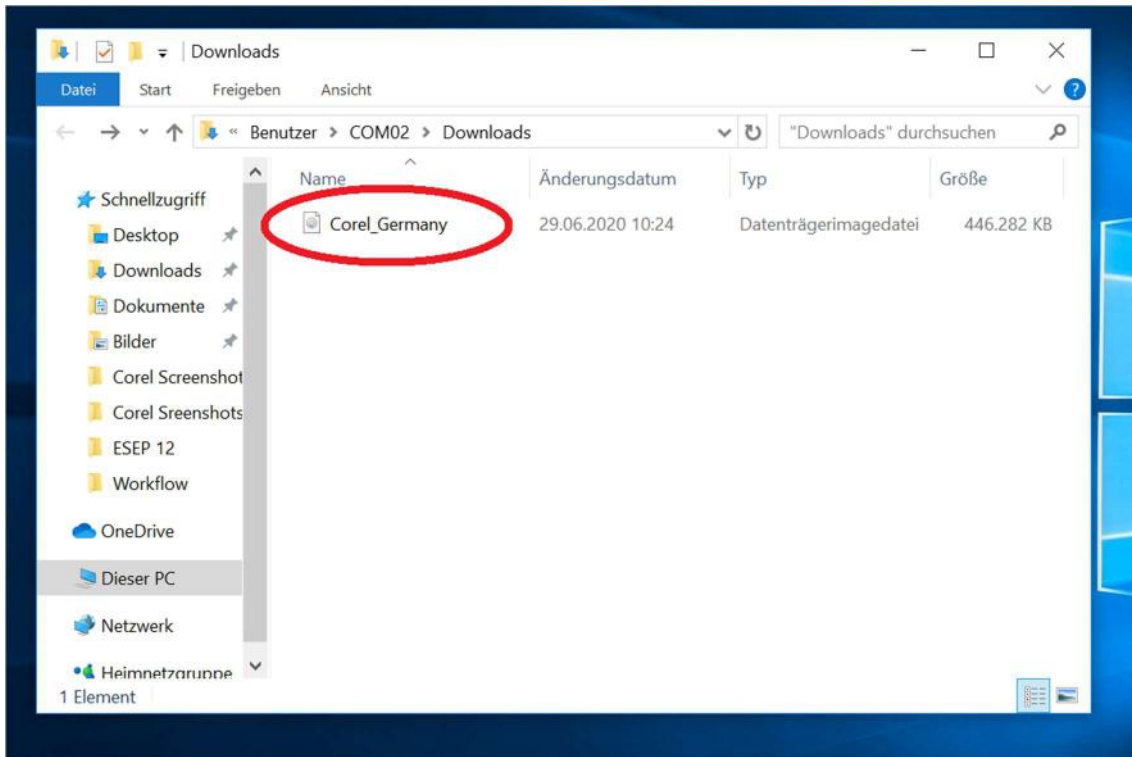 Downloads
Datei Start Freigeben Ansicht
« Benutzer > COM02 > Downloads "Downloads" durchsuchen
Name Änderungsdatum Typ Größe
Corel_Germany 29.06.2020 10:24 Datenträgerimagedatei 446.282 KB
Schnellzugriff
Desktop
Downloads
Dokumente
Bilder
Corel Screenshot
Corel Sreenshots
ESEP 12
Workflow
OneDrive
Dieser PC
Netzwerk
Heimnetzgruppe
1 Element